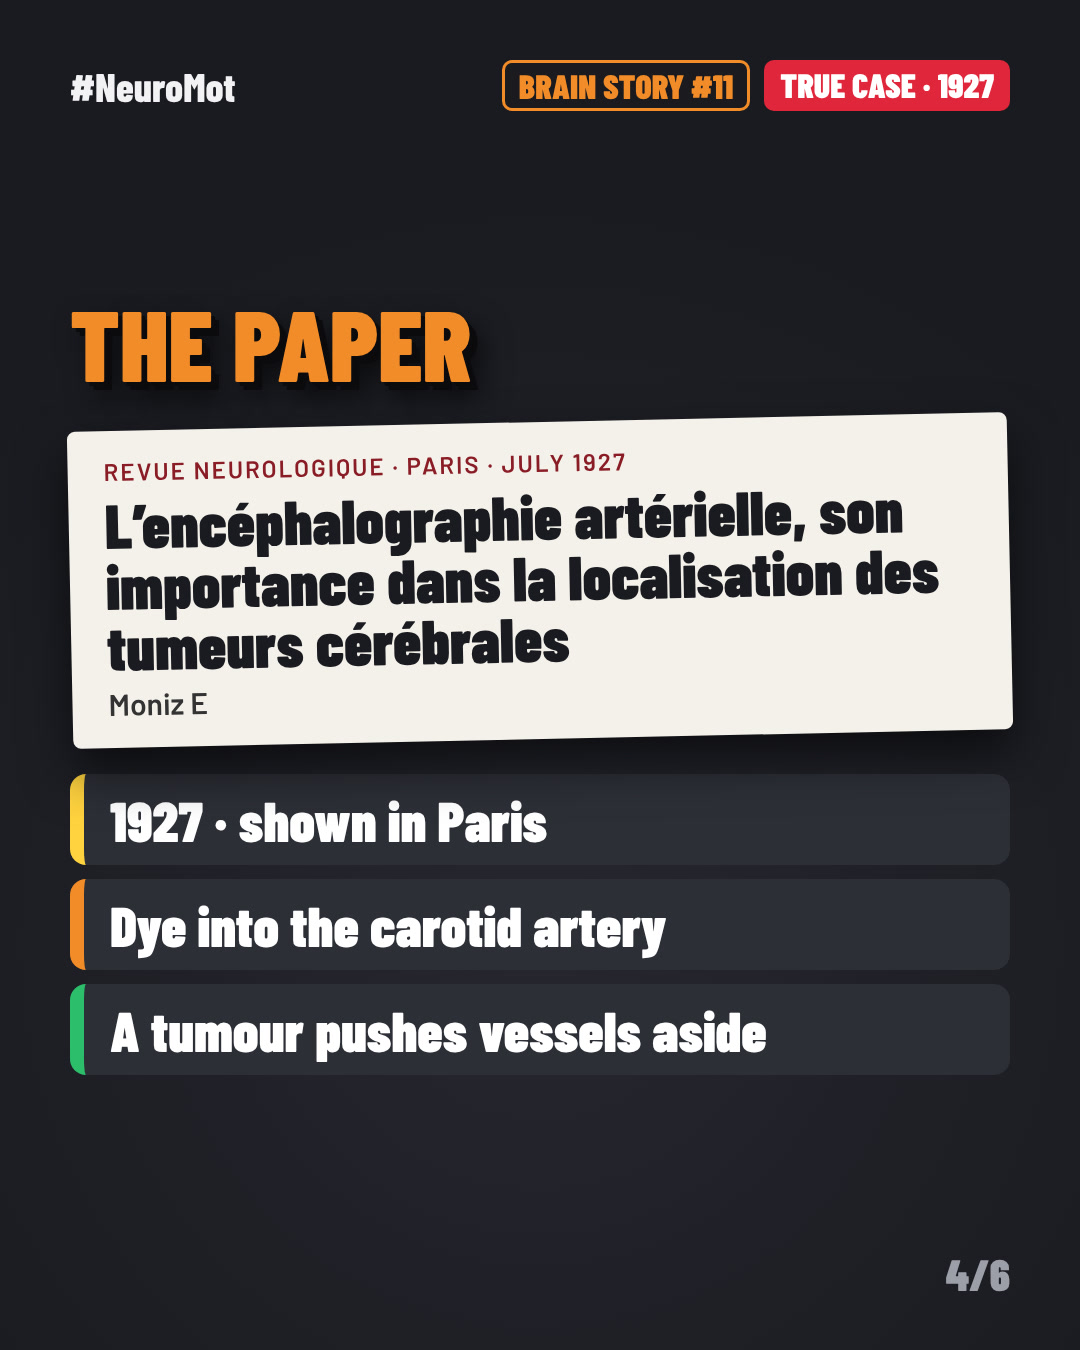 #NeuroMot
BRAIN STORY #11
TRUE CASE · 1927
THE PAPER
REVUE NEUROLOGIQUE · PARIS · JULY 1927
L’encéphalographie artérielle, son
importance dans la localisation des
tumeurs cérébrales
Moniz E
1927 · shown in Paris
Dye into the carotid artery
A tumour pushes vessels aside
4/6